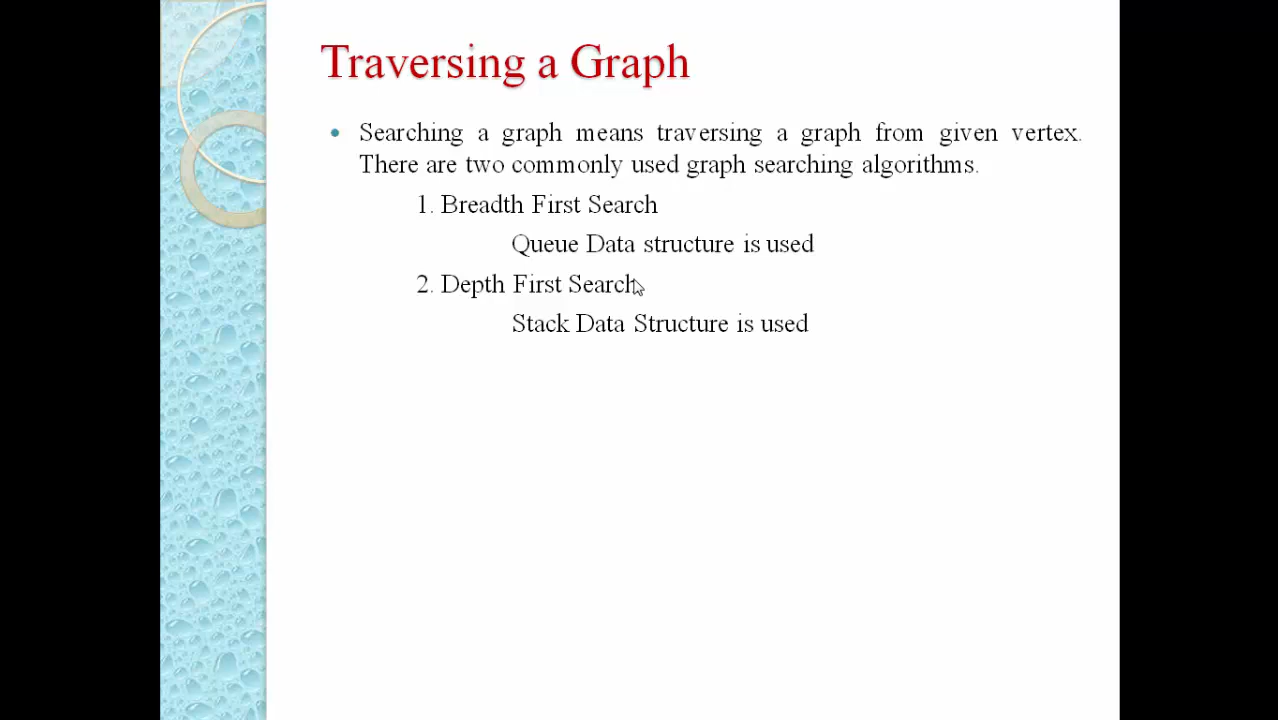 Traversing a Graph
Searching a graph means traversing a graph from given vertex.
There are two commonly used graph searching algorithms.
1. Breadth First Search
Queue Data structure is used
2. Depth First Search
Stack Data Structure is used